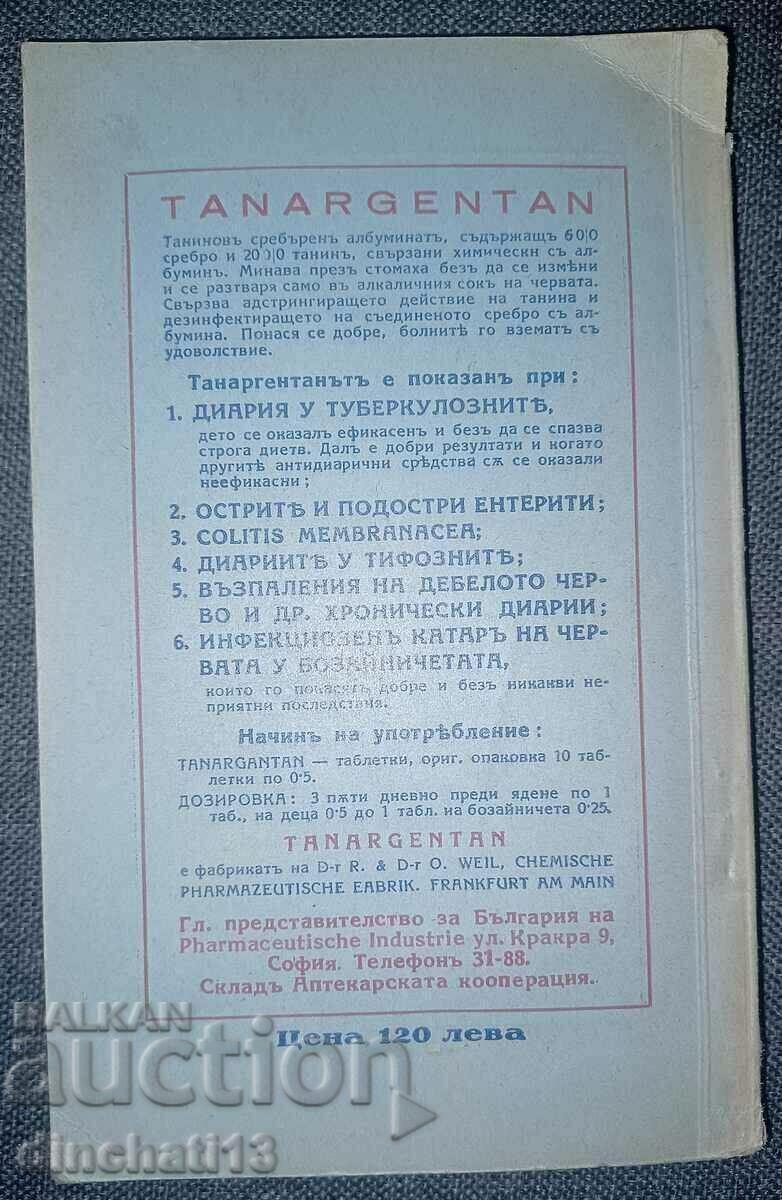 TANARGENTAN
Таниновъ сребъренъ албуминатъ, съдържащъ 60|0
сребро и 200|0 танин, свързани химически съ ал-
буминъ. Минава презъ стомаха безъ да се измѣни
и се разтваря само въ алкаличния сокъ на червата.
Свързва адстрингиращето действие на танина и
дезинфектиращето на съединеното сребро съ ал-
бумина. Понася се добре, болнитѣ го взематъ съ
удоволствие.
Танаргентанътъ е показанъ при:
1. ДИАРИЯ У ТУБЕРКУЛОЗНИТѢ,
дето се оказалъ ефикасенъ и безъ да се спазва
строга диетв. Далъ е добри резултати и когато
другитѣ антидиарични срѣдства сѫ се оказали
неефикасни;
2. ОСТРИТѢ И ПОДОСТРИ ЕНТЕРИТИ;
3. COLITIS MEMBRANACEA;
4. ДИАРИИТѢ У ТИФОЗНИТѢ;
5. ВЪЗПАЛЕНИЯ НА ДЕБЕЛОТО ЧЕР-
ВО И ДР. ХРОНИЧЕСКИ ДИАРИИ;
6. ИНФЕКЦИОЗЕНЪ КАТАРЪ НА ЧЕР-
ВАТА У БОЗАЙНИЧЕТАТА,
които го понасятъ добре и безъ никакви не-
приятни последствия.
Начинъ на употрѣбление:
TANARGANTAN — таблетки, ориг. опаковка 10 таб-
летки по 0·5.
ДОЗИРОВКА: 3 пѫти дневно преди ядене по 1
таб., на деца 0·5 до 1 табл. на бозайничета 0·25.
TANARGENTAN
е фабрикатъ на D-r R. & D-r O. WEIL, CHEMISCHE
PHARMAZEUTISCHE EABRIK. FRANKFURT AM MAIN
Гл. представителство за България на
Pharmaceutische Industrie ул. Кракра 9,
София. Телефонъ 31-88.
Складъ Аптекарската кооперация.
Цена 120 лева
BALKAN
auction
dinchati13